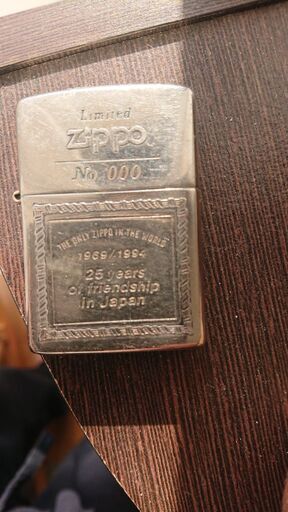 Limited
Zippo
No 000
THE ONLY ZIPPO IN THE WORLD
1969/1994
25 years
of friendship
in Japan